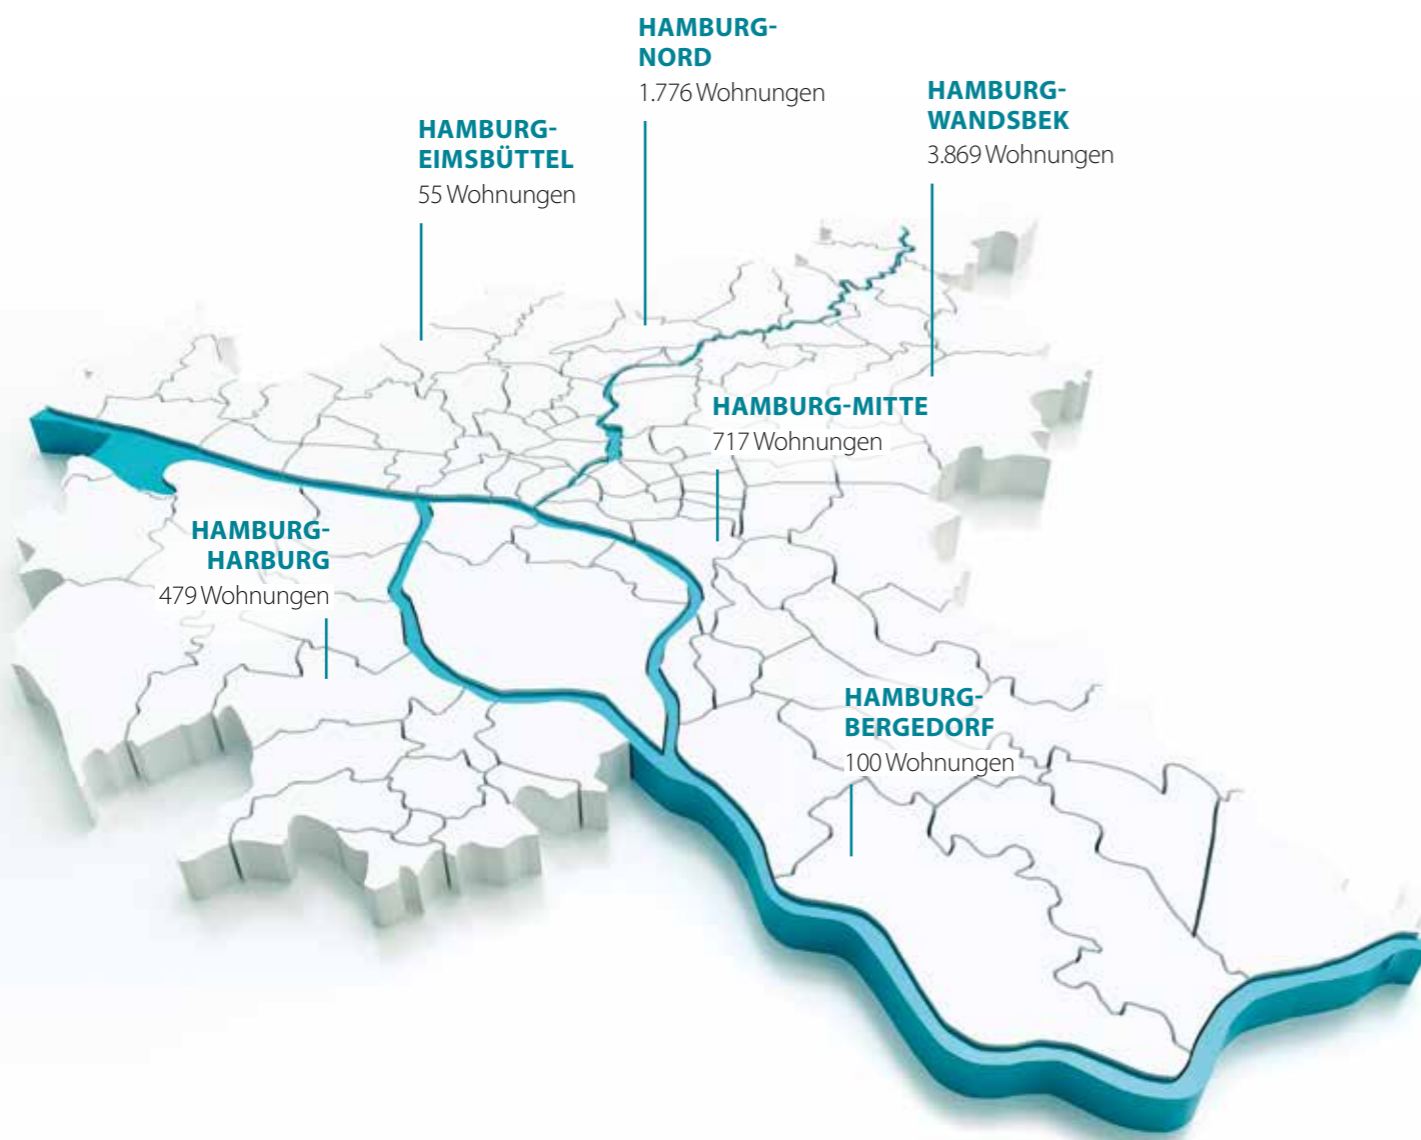 HAMBURG-
NORD
1.776 Wohnungen
HAMBURG-
WANDSBEK
3.869 Wohnungen
HAMBURG-
EIMSBÜTTEL
55 Wohnungen
HAMBURG-MITTE
717 Wohnungen
HAMBURG-
HARBURG
479 Wohnungen
HAMBURG-
BERGEDORF
100 Wohnungen